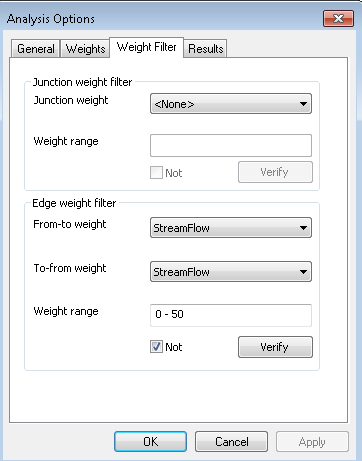 Analysis Options
General Weights Weight Filter Results
Junction weight filter
Junction weight <None>
Weight range
Not Verify
Edge weight filter
From-to weight StreamFlow
To-from weight StreamFlow
Weight range 0 - 50
Not Verify
OK Cancel Apply